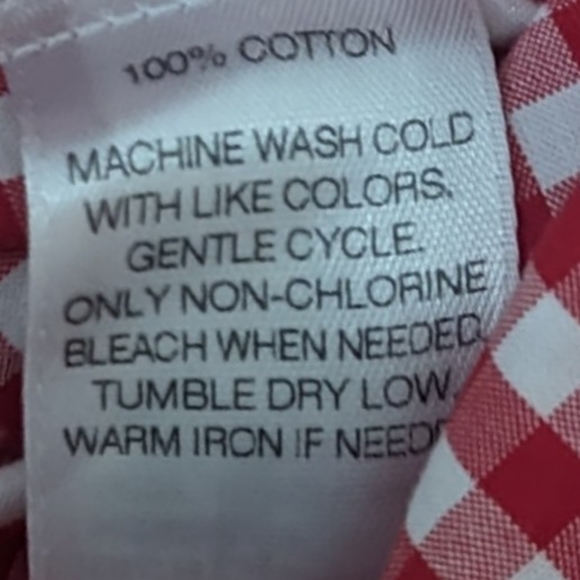 100% COTTON
MACHINE WASH COLD
WITH LIKE COLORS.
GENTLE CYCLE.
ONLY NON-CHLORINE
BLEACH WHEN NEEDED.
TUMBLE DRY LOW.
WARM IRON IF